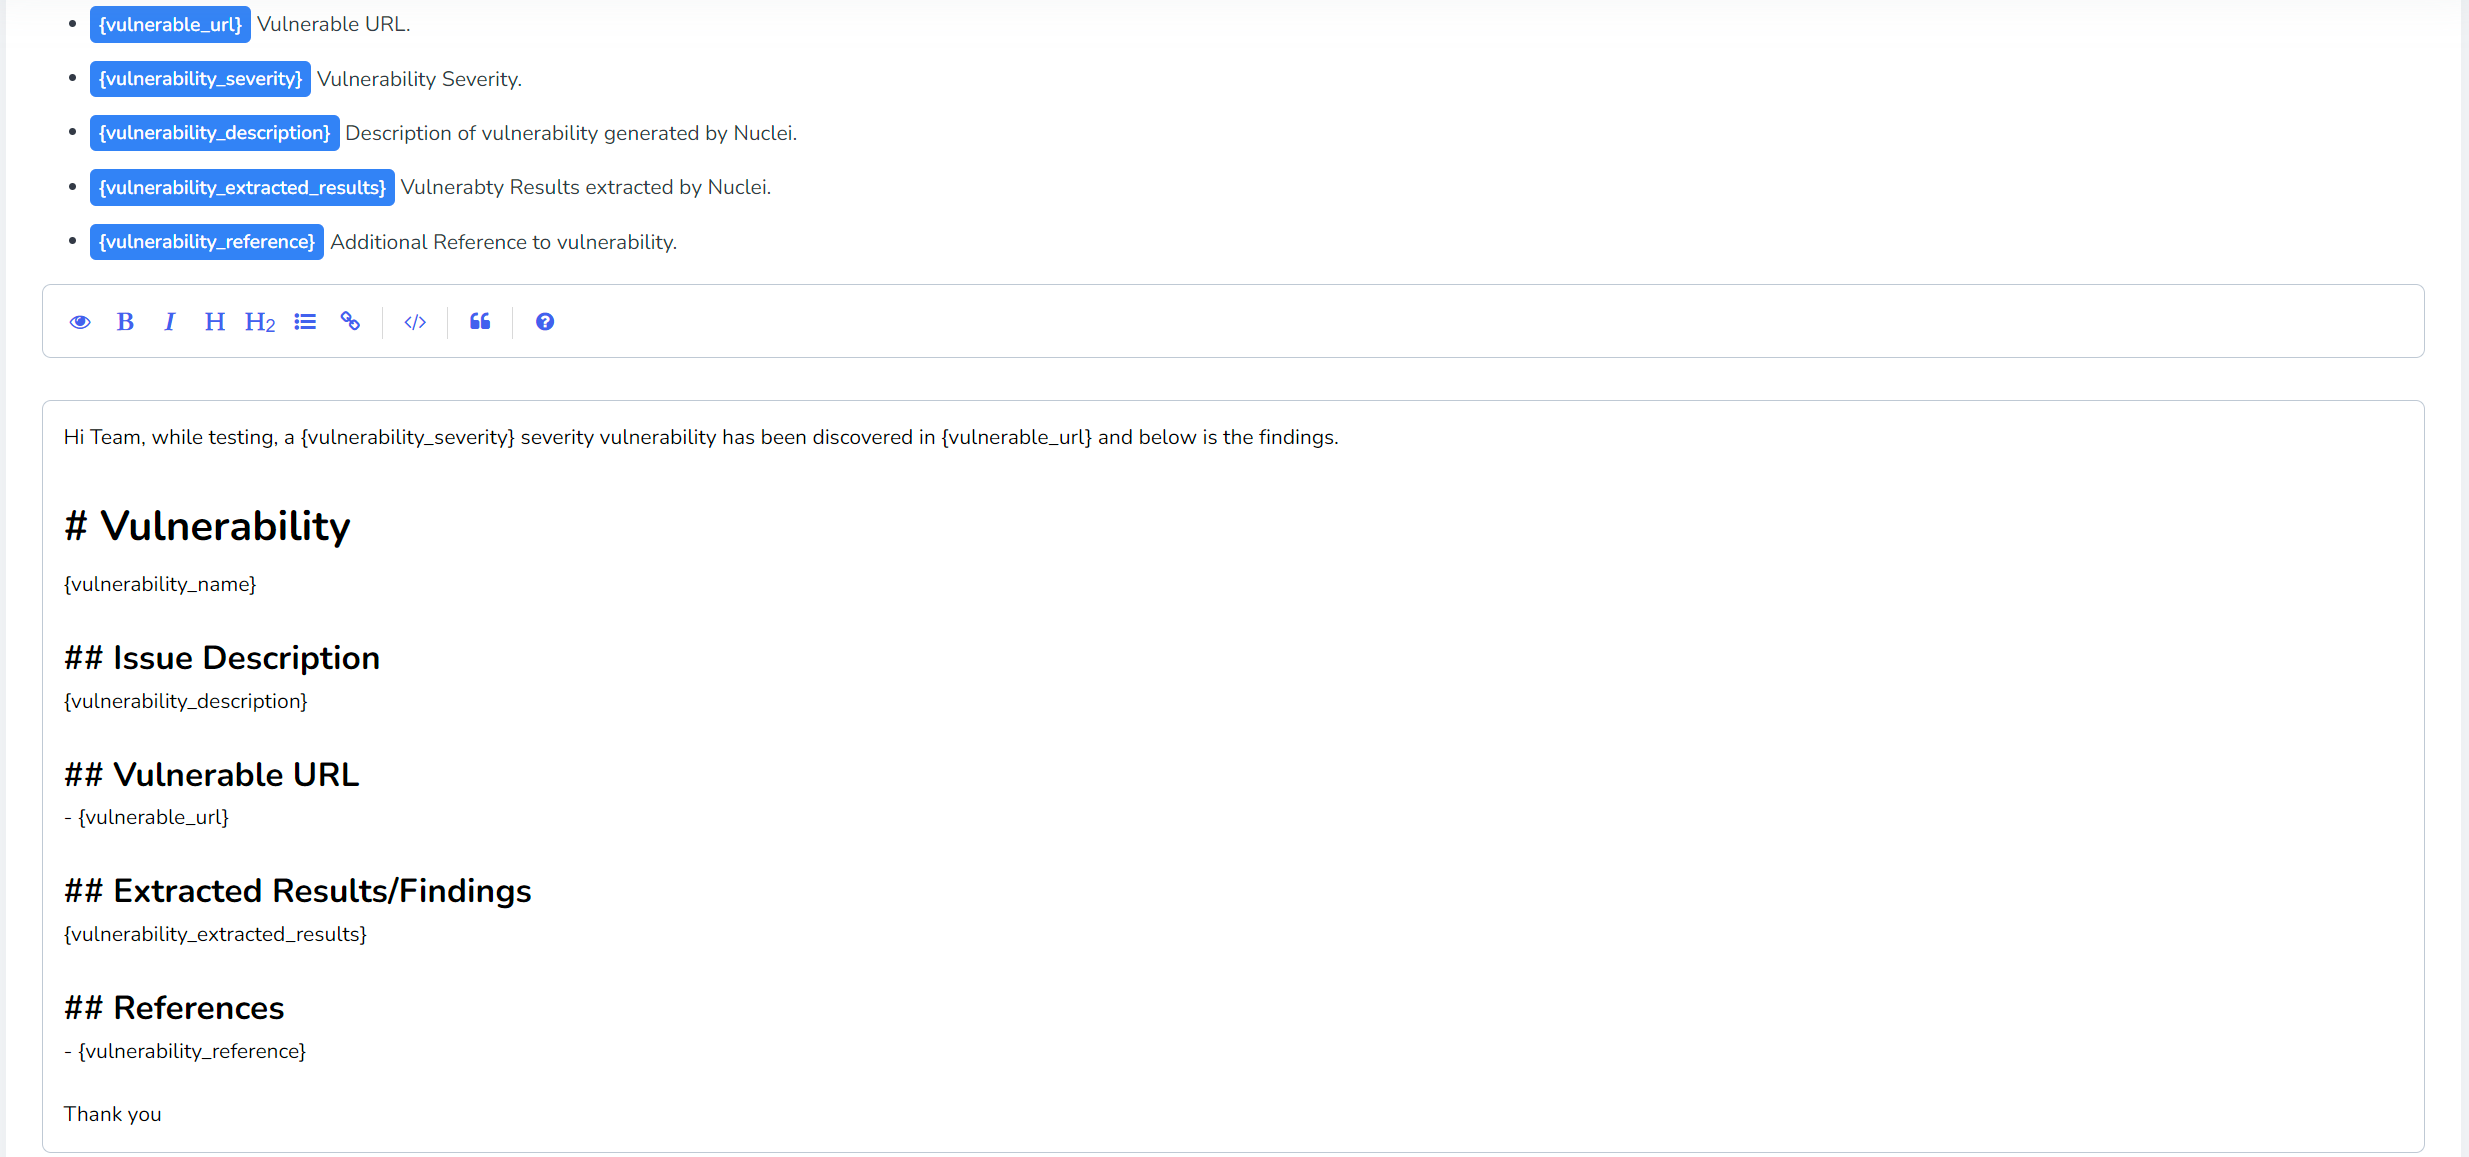 {vulnerable_url} Vulnerable URL.
{vulnerability_severity} Vulnerability Severity.
{vulnerability_description} Description of vulnerability generated by Nuclei.
{vulnerability_extracted_results} Vulnerabty Results extracted by Nuclei.
{vulnerability_reference} Additional Reference to vulnerability.
B I H H2 </>
Hi Team, while testing, a {vulnerability_severity} severity vulnerability has been discovered in {vulnerable_url} and below is the findings.
# Vulnerability
{vulnerability_name}
## Issue Description
{vulnerability_description}
## Vulnerable URL
- {vulnerable_url}
## Extracted Results/Findings
{vulnerability_extracted_results}
## References
- {vulnerability_reference}
Thank you